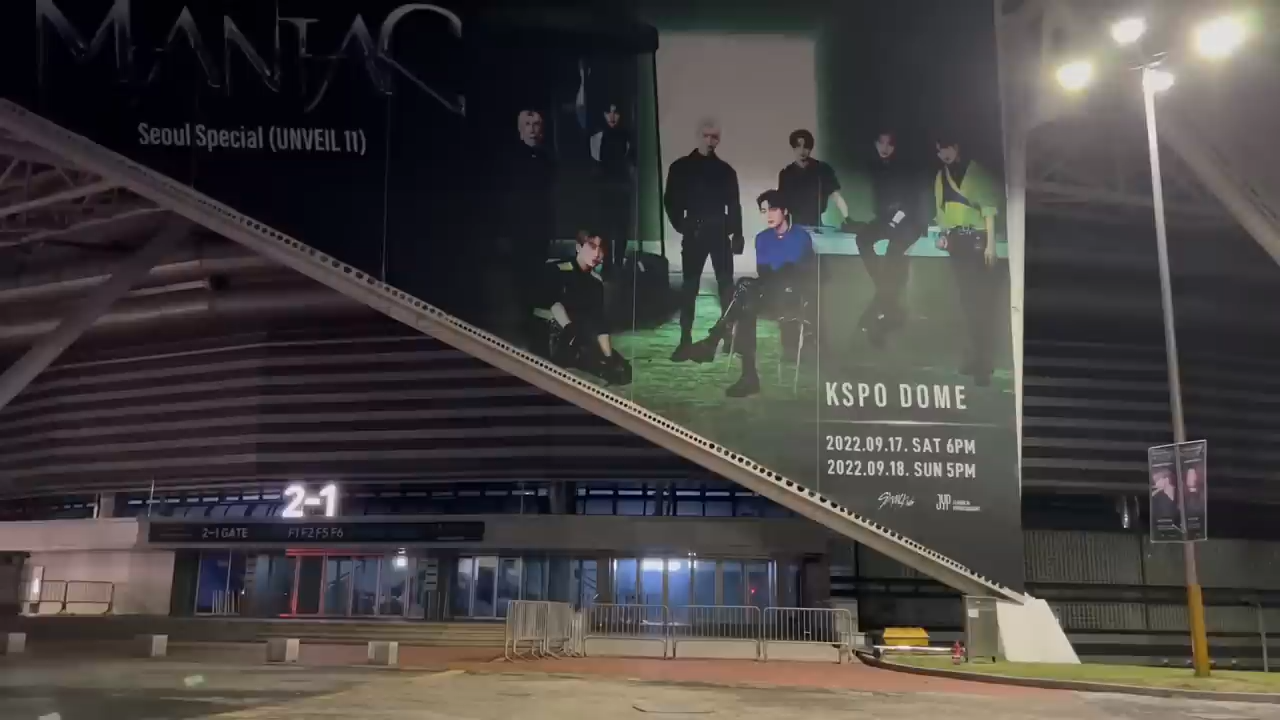 MANIAC
Seoul Special (UNVEIL 11)
KSPO DOME
2022.09.17. SAT 6PM
2022.09.18. SUN 5PM
JYP
2-1
2-1 GATE F1 F2 F5 F6